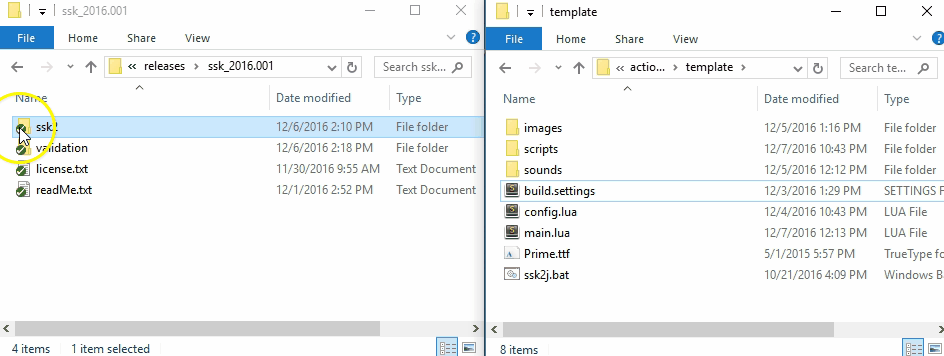 ssk_2016.001
File Home Share View
« releases › ssk_2016.001
Search ssk...
Name Date modified Type
ssk2 12/6/2016 2:10 PM File folder
validation 12/6/2016 2:18 PM File folder
license.txt 11/30/2016 9:55 AM Text Document
readMe.txt 12/1/2016 2:52 PM Text Document
4 items 1 item selected
template
File Home Share View
« actio... › template ›
Search te...
Name Date modified Type
images 12/5/2016 1:16 PM File folder
scripts 12/7/2016 10:43 PM File folder
sounds 12/5/2016 12:12 PM File folder
build.settings 12/3/2016 1:29 PM SETTINGS F
config.lua 12/4/2016 10:43 PM LUA File
main.lua 12/7/2016 12:13 PM LUA File
Prime.ttf 5/1/2015 5:57 PM TrueType fo
ssk2j.bat 10/21/2016 4:09 PM Windows Ba
8 items